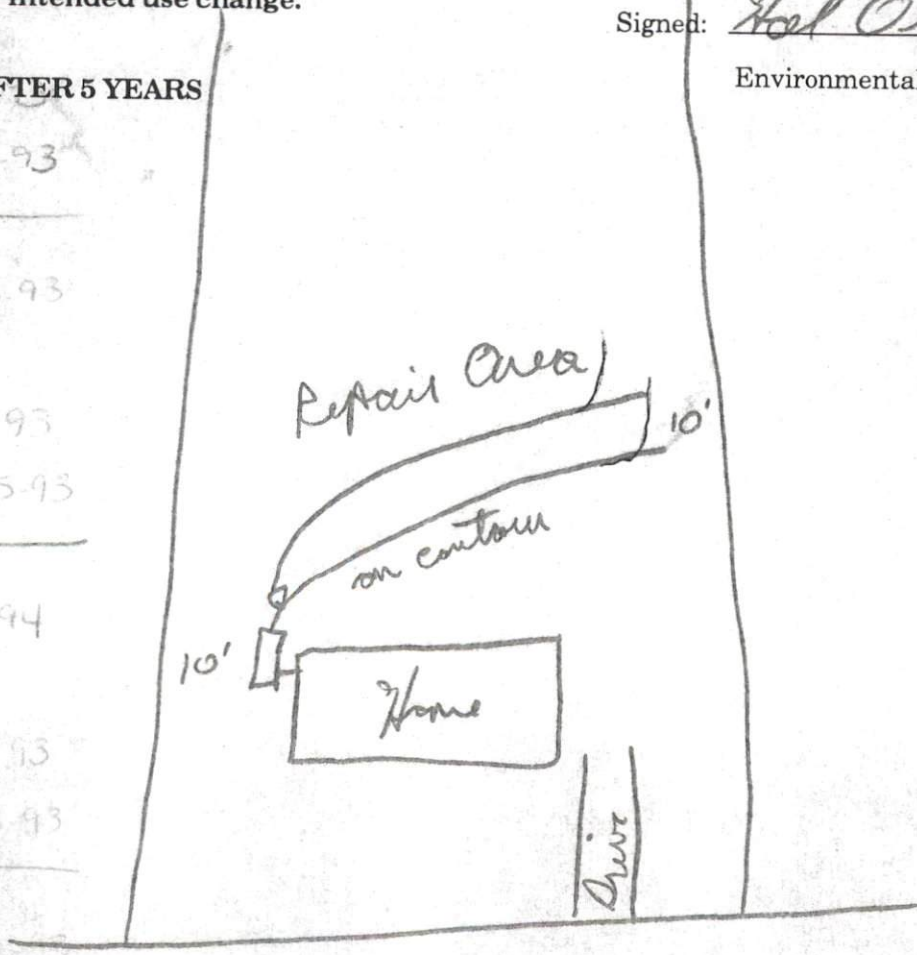 intended use change.
Signed:
FTER 5 YEARS
Environmental
93
93
93
5-93
94
93
93
Repair Area
10'
on contour
10'
Home
Drive